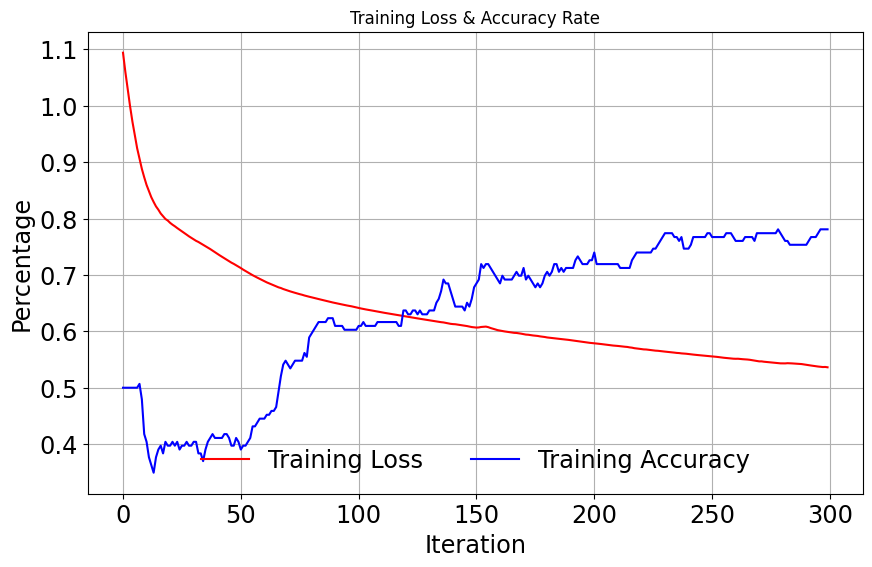 Training Loss & Accuracy Rate
1.1
1.0
0.9
0.8
0.7
0.6
0.5
0.4
Percentage
Training Loss
Training Accuracy
0 50 100 150 200 250 300
Iteration